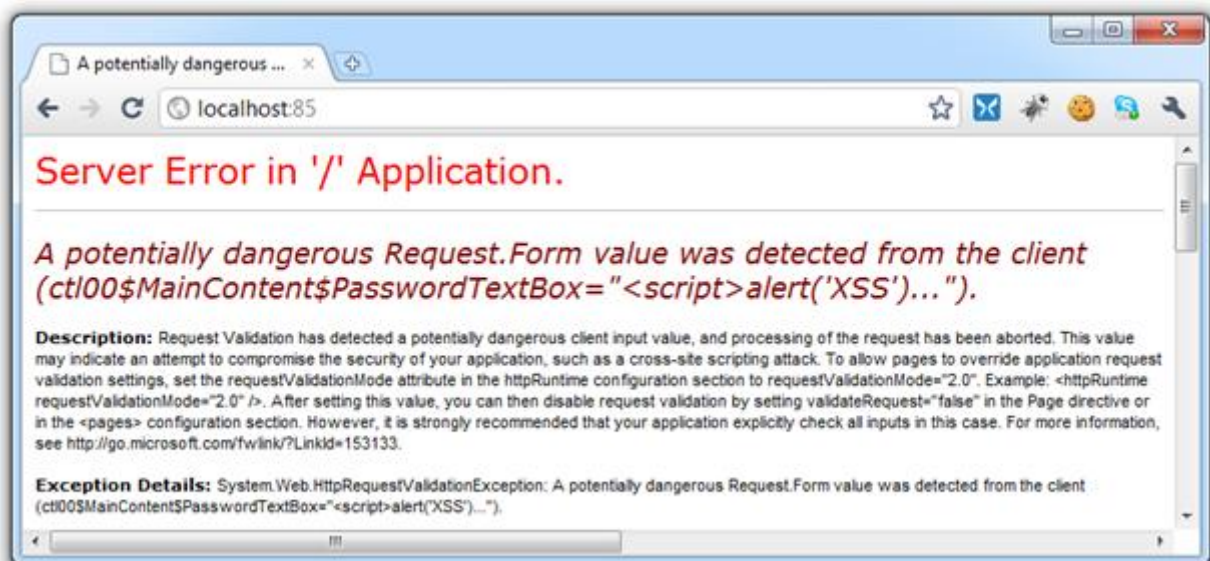 A potentially dangerous ...
localhost:85
Server Error in '/' Application.
A potentially dangerous Request.Form value was detected from the client
(ctl00$MainContent$PasswordTextBox="<script>alert('XSS')...").
Description: Request Validation has detected a potentially dangerous client input value, and processing of the request has been aborted. This value
may indicate an attempt to compromise the security of your application, such as a cross-site scripting attack. To allow pages to override application request
validation settings, set the requestValidationMode attribute in the httpRuntime configuration section to requestValidationMode="2.0". Example: <httpRuntime
requestValidationMode="2.0" />. After setting this value, you can then disable request validation by setting validateRequest="false" in the Page directive or
in the <pages> configuration section. However, it is strongly recommended that your application explicitly check all inputs in this case. For more information,
see http://go.microsoft.com/fwlink/?LinkId=153133.
Exception Details: System.Web.HttpRequestValidationException: A potentially dangerous Request.Form value was detected from the client
(ctl00$MainContent$PasswordTextBox="<script>alert('XSS')...").